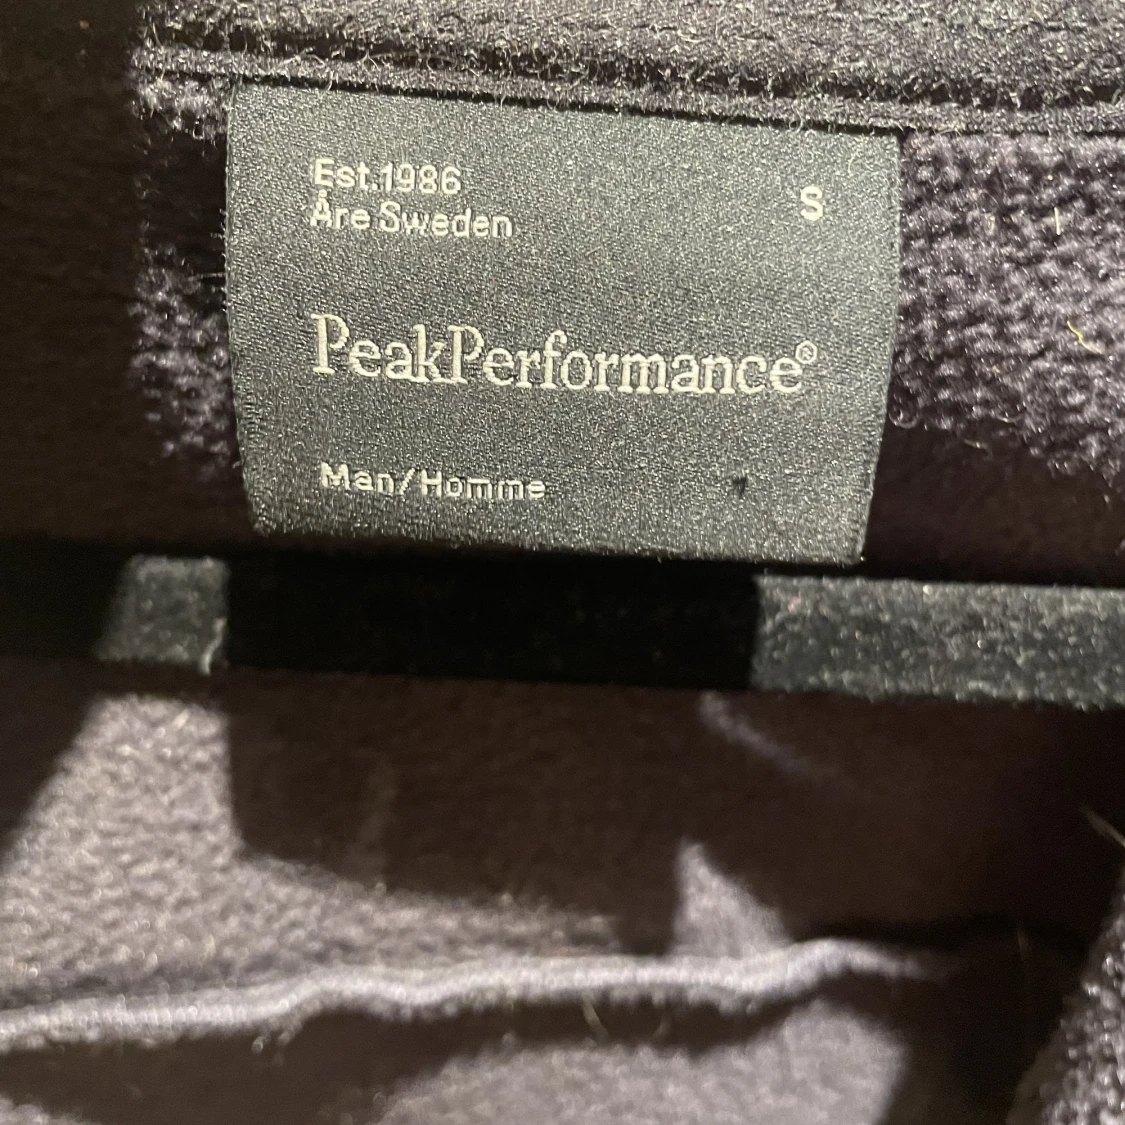 Est.1986
Åre Sweden
S
PeakPerformance®
Man/Homme